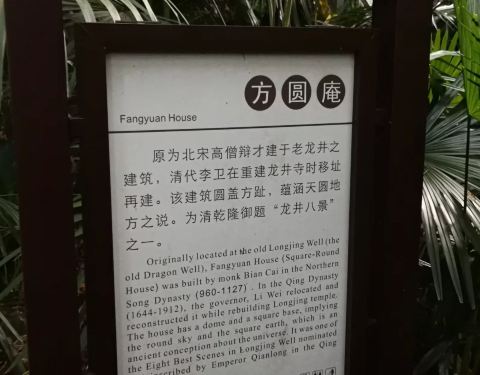 方圆庵
Fangyuan House
原为北宋高僧辩才建于老龙井之
建筑，清代李卫在重建龙井寺时移址
再建。该建筑圆盖方趾，蕴涵天圆地
方之说。为清乾隆御题“龙井八景”
之一。
Originally located at the old Longjing Well (the
old Dragon Well), Fangyuan House (Square-Round
House) was built by monk Bian Cai in the Northern
Song Dynasty (960-1127) . In the Qing Dynasty
(1644-1912), the governor, Li Wei relocated and
reconstructed it while rebuilding Longjing temple.
The house has a dome and a square base, implying
the round sky and the square earth, which is an
ancient conception about the universe. It was one of
the Eight Best Scenes in Longjing Well nominated
inscribed by Emperor Qianlong in the Qing